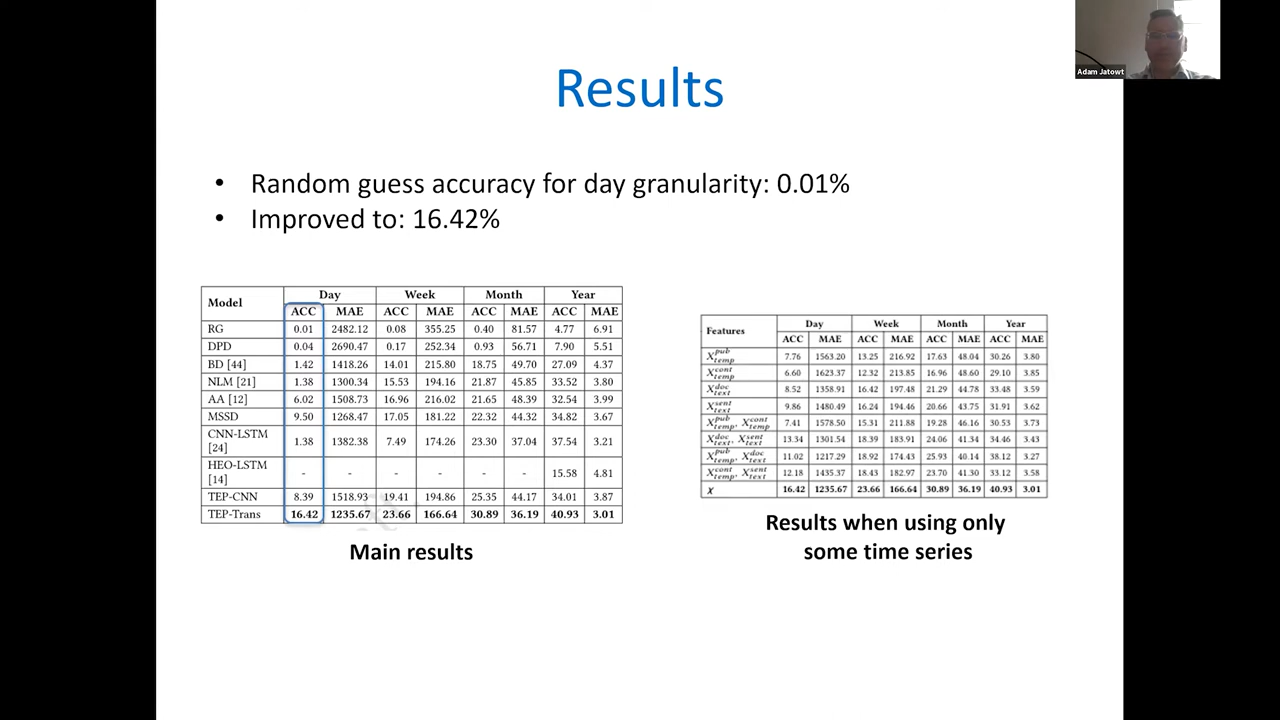 Adam Jatowt
Results
• Random guess accuracy for day granularity: 0.01%
• Improved to: 16.42%
Model Day Week Month Year
ACC MAE ACC MAE ACC MAE ACC MAE
RG 0.01 2482.12 0.08 355.25 0.40 81.57 4.77 6.91
DPD 0.04 2690.47 0.17 252.34 0.93 56.71 7.90 5.51
BD [44] 1.42 1418.26 14.01 215.80 18.75 49.70 27.09 4.37
NLM [21] 1.38 1300.34 15.53 194.16 21.87 45.85 33.52 3.80
AA [12] 6.02 1508.73 16.96 216.02 21.65 48.39 32.54 3.99
MSSD 9.50 1268.47 17.05 181.22 22.32 44.32 34.82 3.67
CNN-LSTM [24] 1.38 1382.38 7.49 174.26 23.30 37.04 37.54 3.21
HEO-LSTM [14] - - - - - - 15.58 4.81
TEP-CNN 8.39 1518.93 19.41 194.86 25.35 44.17 34.01 3.87
TEP-Trans 16.42 1235.67 23.66 166.64 30.89 36.19 40.93 3.01
Main results
Features Day Week Month Year
ACC MAE ACC MAE ACC MAE ACC MAE
X^pub_temp 7.76 1563.20 13.25 216.92 17.63 48.04 30.26 3.80
X^cont_temp 6.60 1623.37 12.32 213.85 16.96 48.60 29.10 3.85
X^doc_text 8.52 1358.91 16.42 197.48 21.29 44.78 33.48 3.59
X^sent_text 9.86 1480.49 16.24 194.46 20.66 43.75 31.91 3.62
X^pub_temp, X^cont_temp 7.41 1578.50 15.31 211.88 19.28 46.16 30.53 3.73
X^doc_text, X^sent_text 13.34 1301.54 18.39 183.91 24.06 41.34 34.46 3.43
X^pub_temp, X^doc_text 11.02 1217.29 18.92 174.43 25.93 40.14 38.12 3.27
X^cont_temp, X^sent_text 12.18 1435.37 18.43 182.97 23.70 41.30 33.12 3.58
χ 16.42 1235.67 23.66 166.64 30.89 36.19 40.93 3.01
Results when using only
some time series